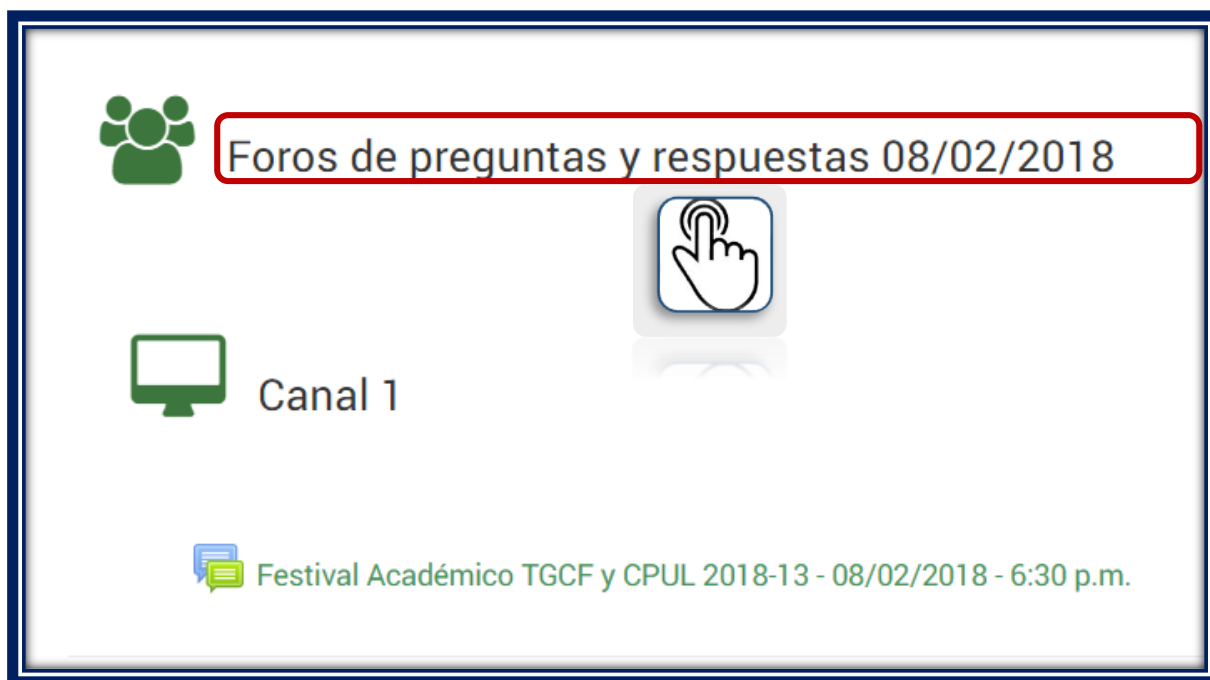 Foros de preguntas y respuestas 08/02/2018
Canal 1
Festival Académico TGCF y CPUL 2018-13 - 08/02/2018 - 6:30 p.m.